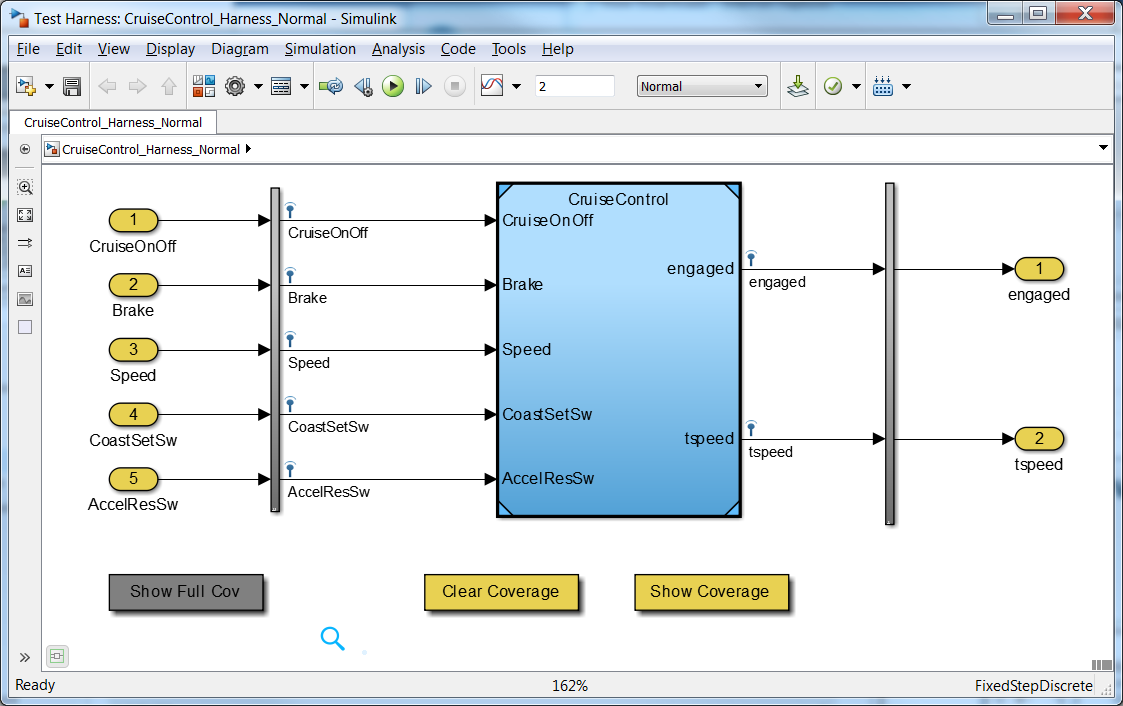 Test Harness: CruiseControl_Harness_Normal - Simulink
File Edit View Display Diagram Simulation Analysis Code Tools Help
2 Normal
CruiseControl_Harness_Normal
CruiseControl_Harness_Normal
CruiseControl
1 CruiseOnOff
CruiseOnOff CruiseOnOff
engaged 1
engaged engaged
2 Brake
Brake Brake
3 Speed
Speed Speed
4 CoastSetSw
CoastSetSw CoastSetSw
tspeed 2
tspeed tspeed
5 AccelResSw
AccelResSw AccelResSw
Show Full Cov Clear Coverage Show Coverage
Ready 162% FixedStepDiscrete